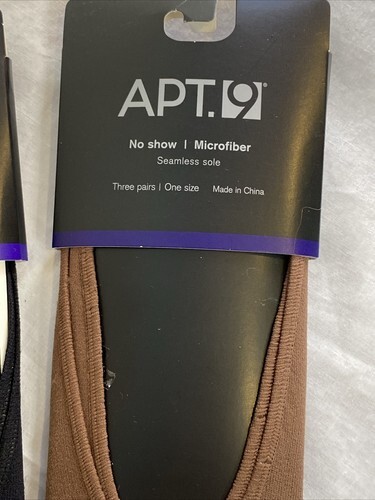 APT.9®
No show | Microfiber
Seamless sole
Three pairs | One size Made in China